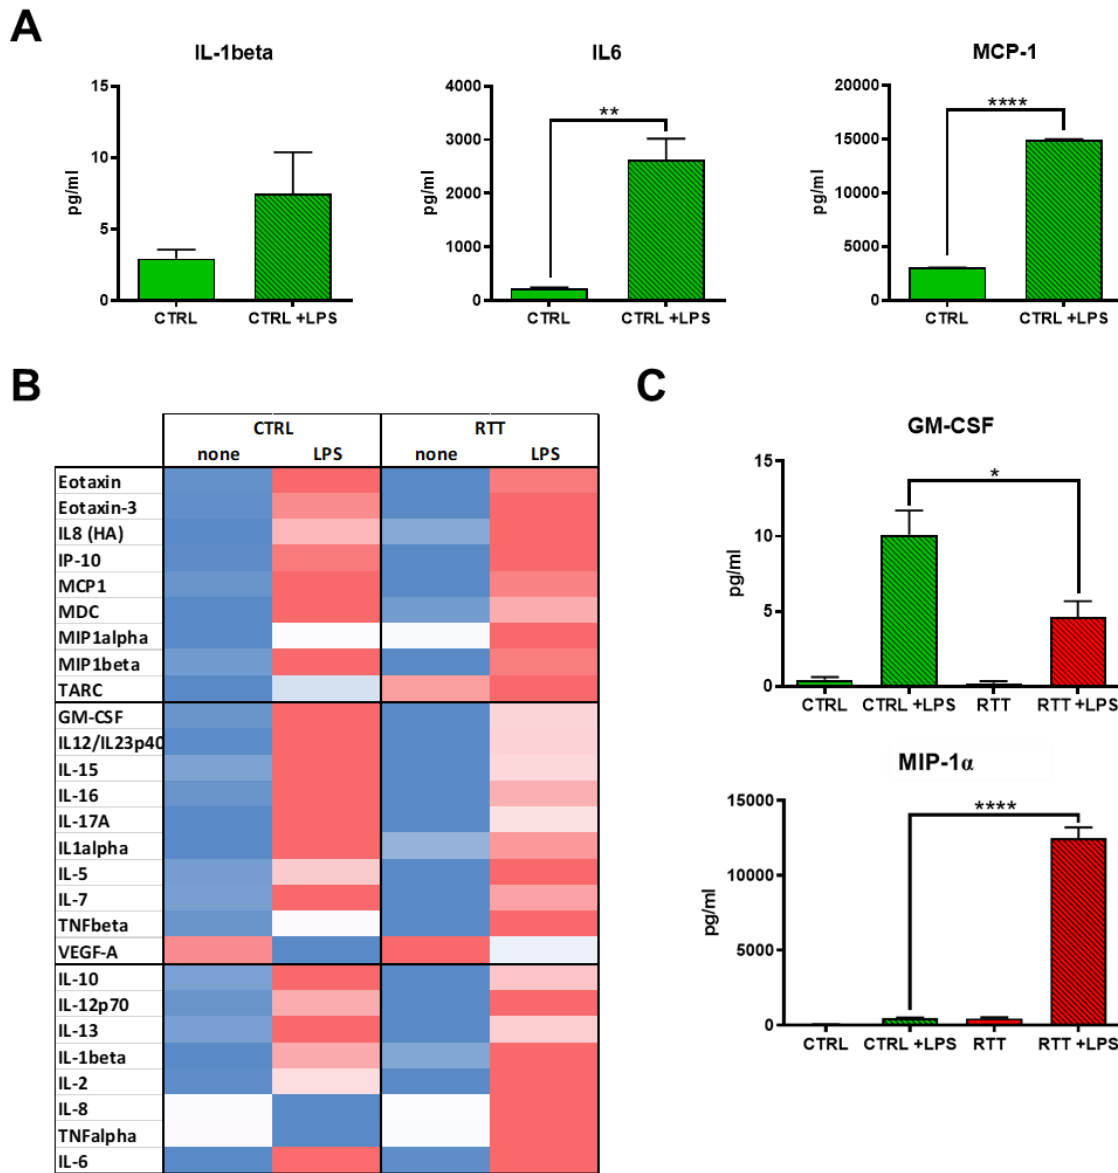 A
IL-1beta
IL6
MCP-1
15
10
5
0
pg/ml
CTRL
CTRL +LPS
4000
3000
2000
1000
0
pg/ml
**
CTRL
CTRL +LPS
20000
15000
10000
5000
0
pg/ml
****
CTRL
CTRL +LPS
B
CTRL
RTT
none
LPS
none
LPS
Eotaxin
Eotaxin-3
IL8 (HA)
IP-10
MCP1
MDC
MIP1alpha
MIP1beta
TARC
GM-CSF
IL12/IL23p40
IL-15
IL-16
IL-17A
IL1alpha
IL-5
IL-7
TNFbeta
VEGF-A
IL-10
IL-12p70
IL-13
IL-1beta
IL-2
IL-8
TNFalpha
IL-6
C
GM-CSF
15
10
5
0
pg/ml
*
CTRL
CTRL +LPS
RTT
RTT +LPS
MIP-1α
15000
10000
5000
0
pg/ml
****
CTRL
CTRL +LPS
RTT
RTT +LPS